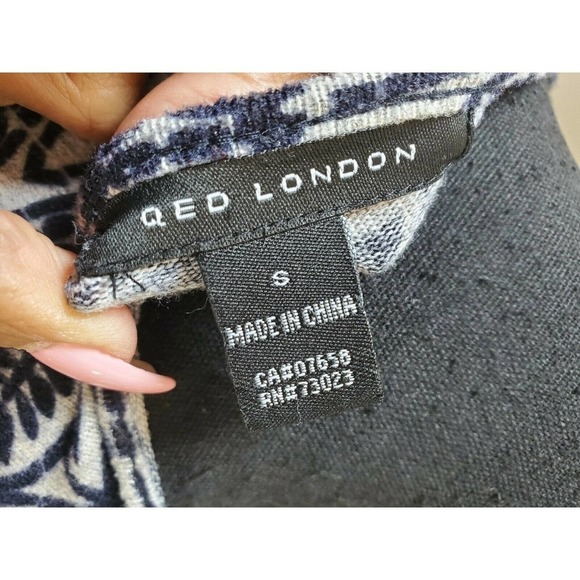 QED LONDON
S
MADE IN CHINA
CA#07658
RN#73023